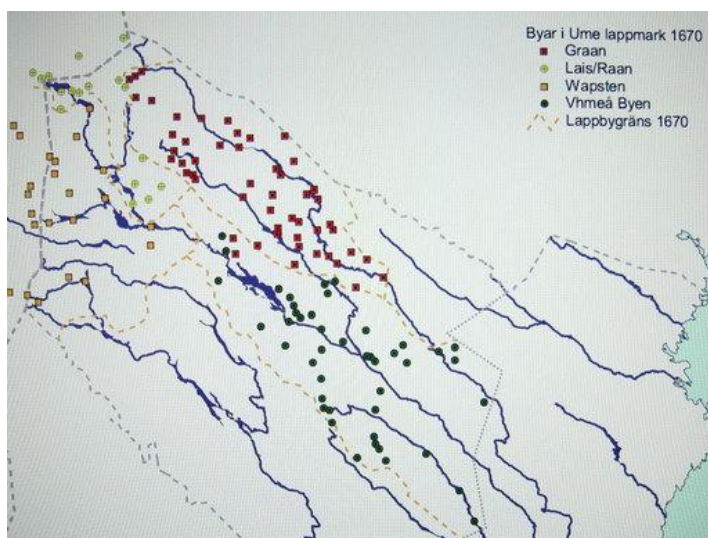 Byar i Ume lappmark 1670
Graan
Lais/Raan
Wapsten
Vhmeå Byen
Lappbygräns 1670